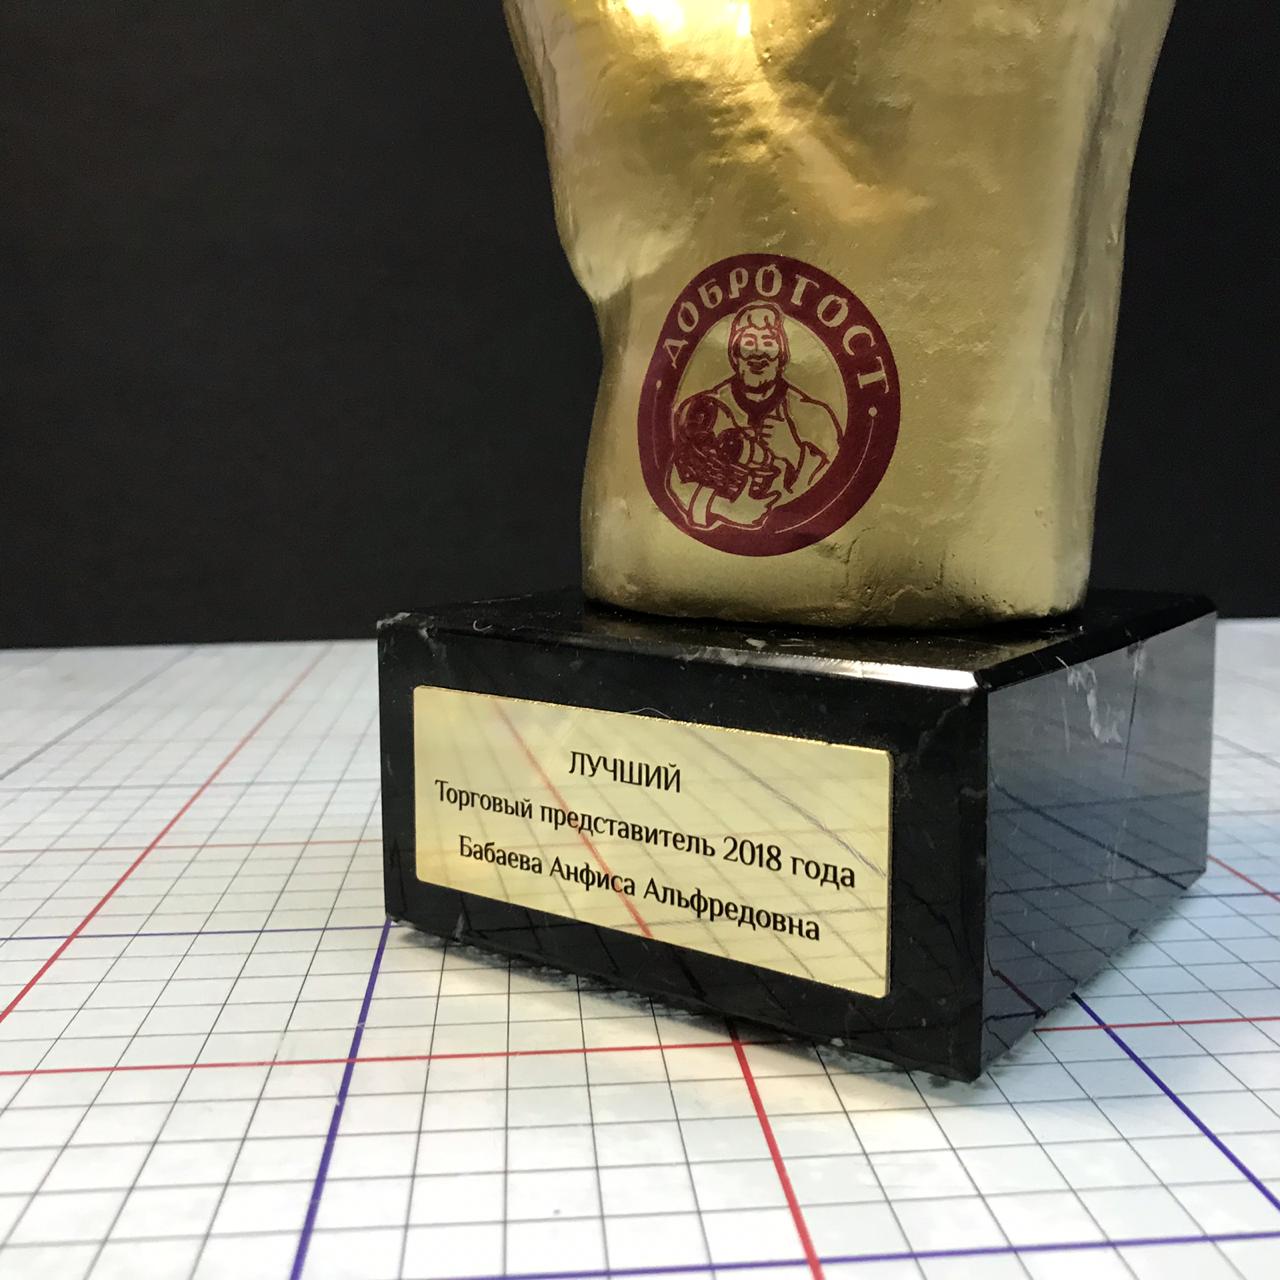 ДОБРОГОСТ
ЛУЧШИЙ
Торговый представитель 2018 года
Бабаева Анфиса Альфредовна